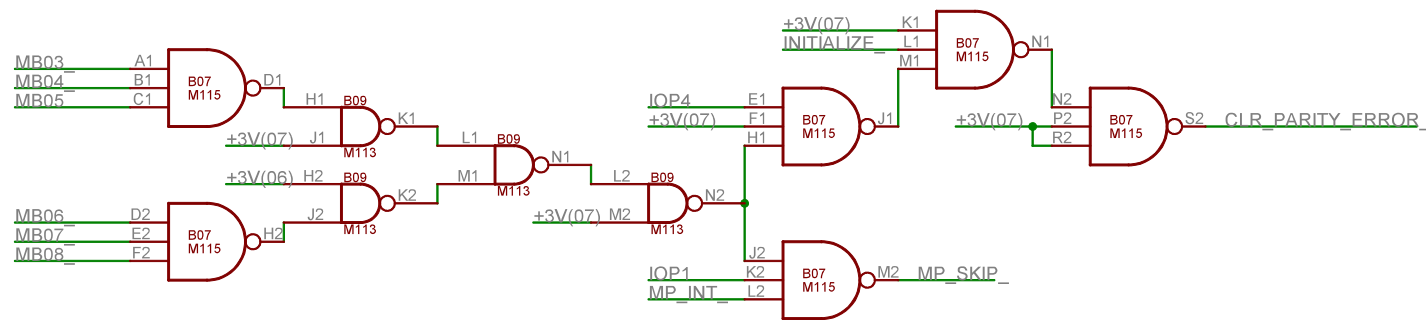 +3V(07) K1
INITIALIZE_ L1
M1
B07
M115
N1
MB03_ A1
MB04_ B1
MB05_ C1
B07
M115
D1
H1
+3V(07) J1
B09
M113
K1
IOP4 E1
+3V(07) F1
H1
B07
M115
J1
N2
+3V(07) P2
R2
B07
M115
S2 CLR_PARITY_ERROR_
L1
M1
B09
M113
N1
+3V(06) H2
J2
B09
M113
K2
L2
+3V(07) M2
B09
M113
N2
MB06_ D2
MB07_ E2
MB08_ F2
B07
M115
H2
J2
IOP1 K2
MP_INT_ L2
B07
M115
M2 MP_SKIP_